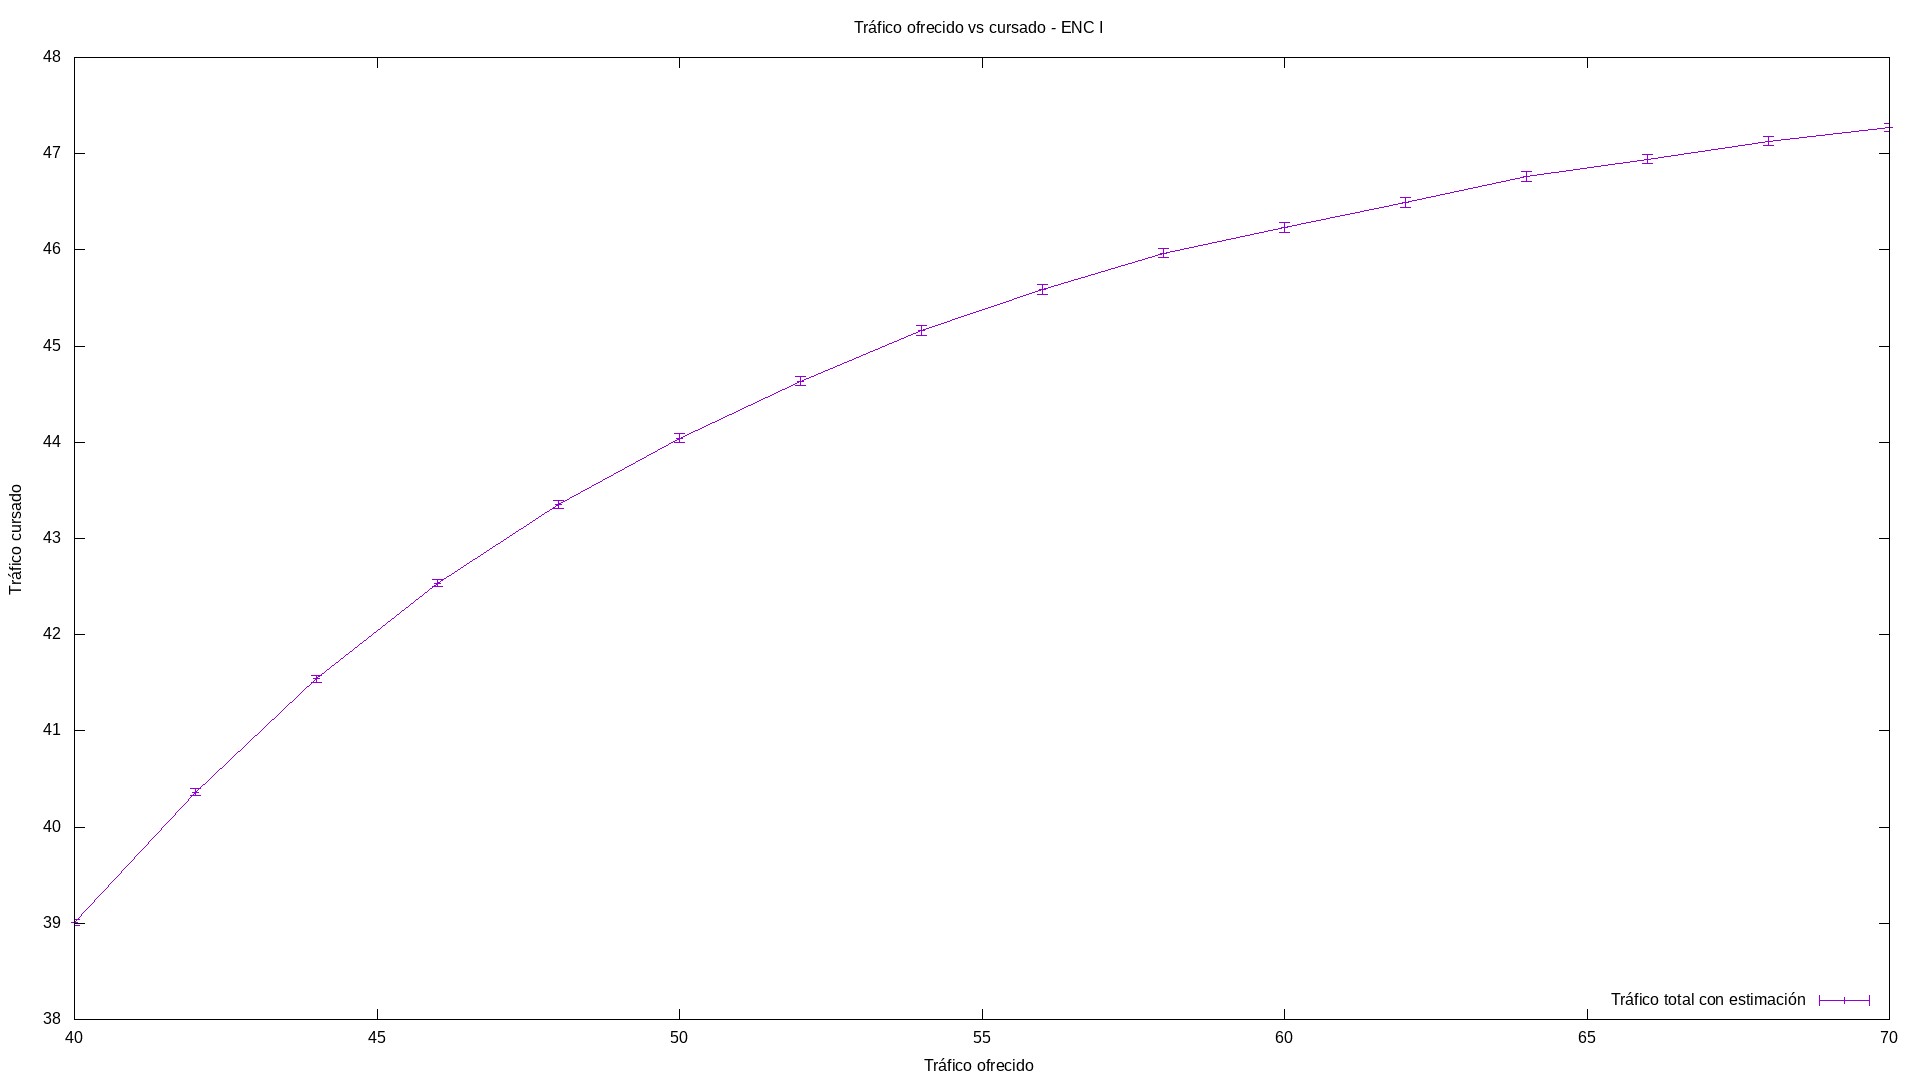 Tráfico ofrecido vs cursado - ENC I
48
47
46
45
44
43
42
41
40
39
38
Tráfico cursado
Tráfico total con estimación
40 45 50 55 60 65 70
Tráfico ofrecido